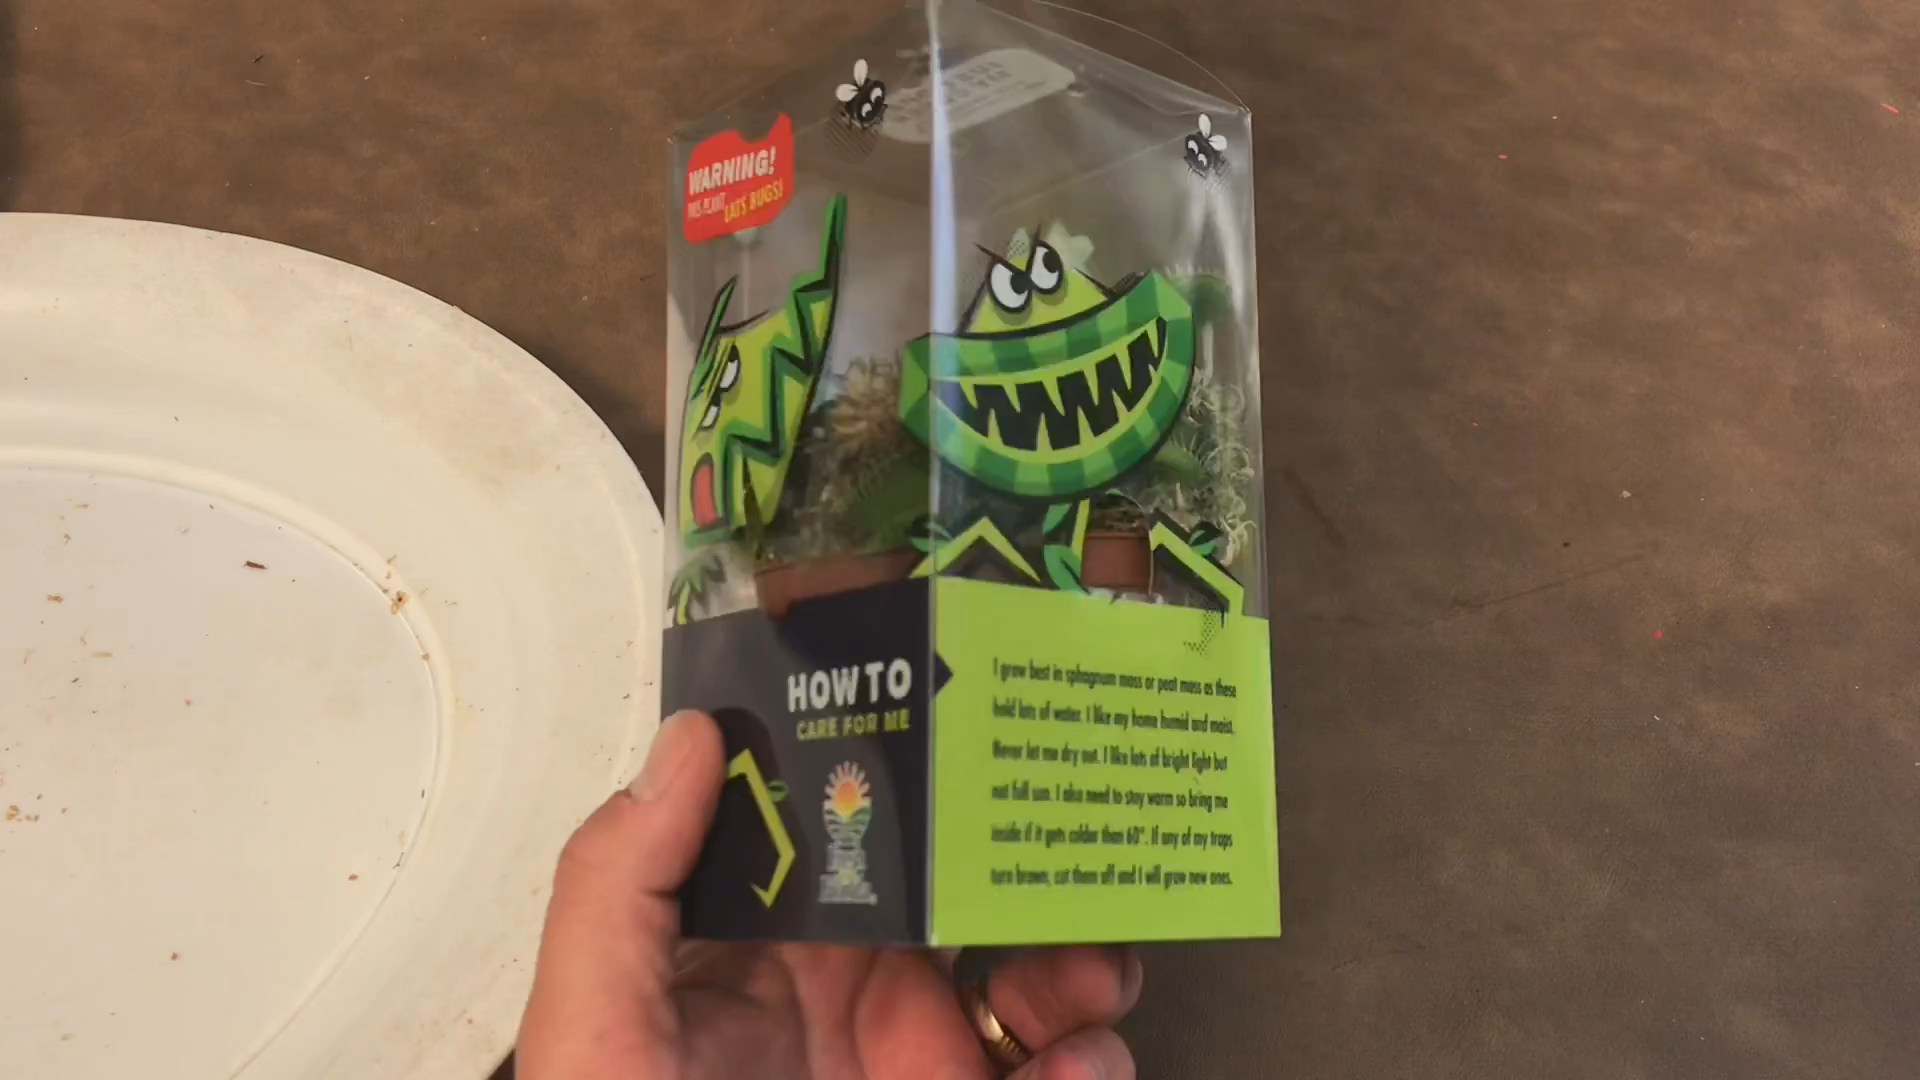 WARNING!
THIS PLANT EATS BUGS!
HOW TO
CARE FOR ME
I grow best in sphagnum moss or peat moss as these
hold lots of water. I like my home humid and moist.
Never let me dry out. I like lots of bright light but
not full sun. I also need to stay warm so bring me
inside if it gets colder than 60°. If any of my traps
turn brown, cut them off and I will grow new ones.